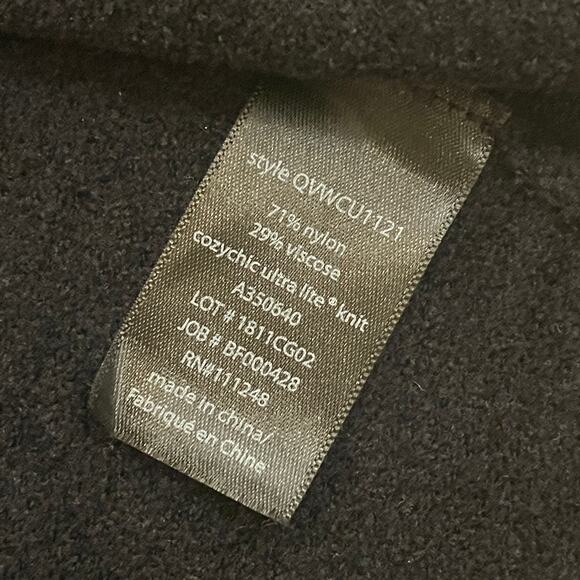 style QVWCU1121
71% nylon
29% viscose
cozychic ultra lite® knit
A350640
LOT # 1811CG02
JOB # BF000428
RN#111248
made in china/
Fabriqué en Chine